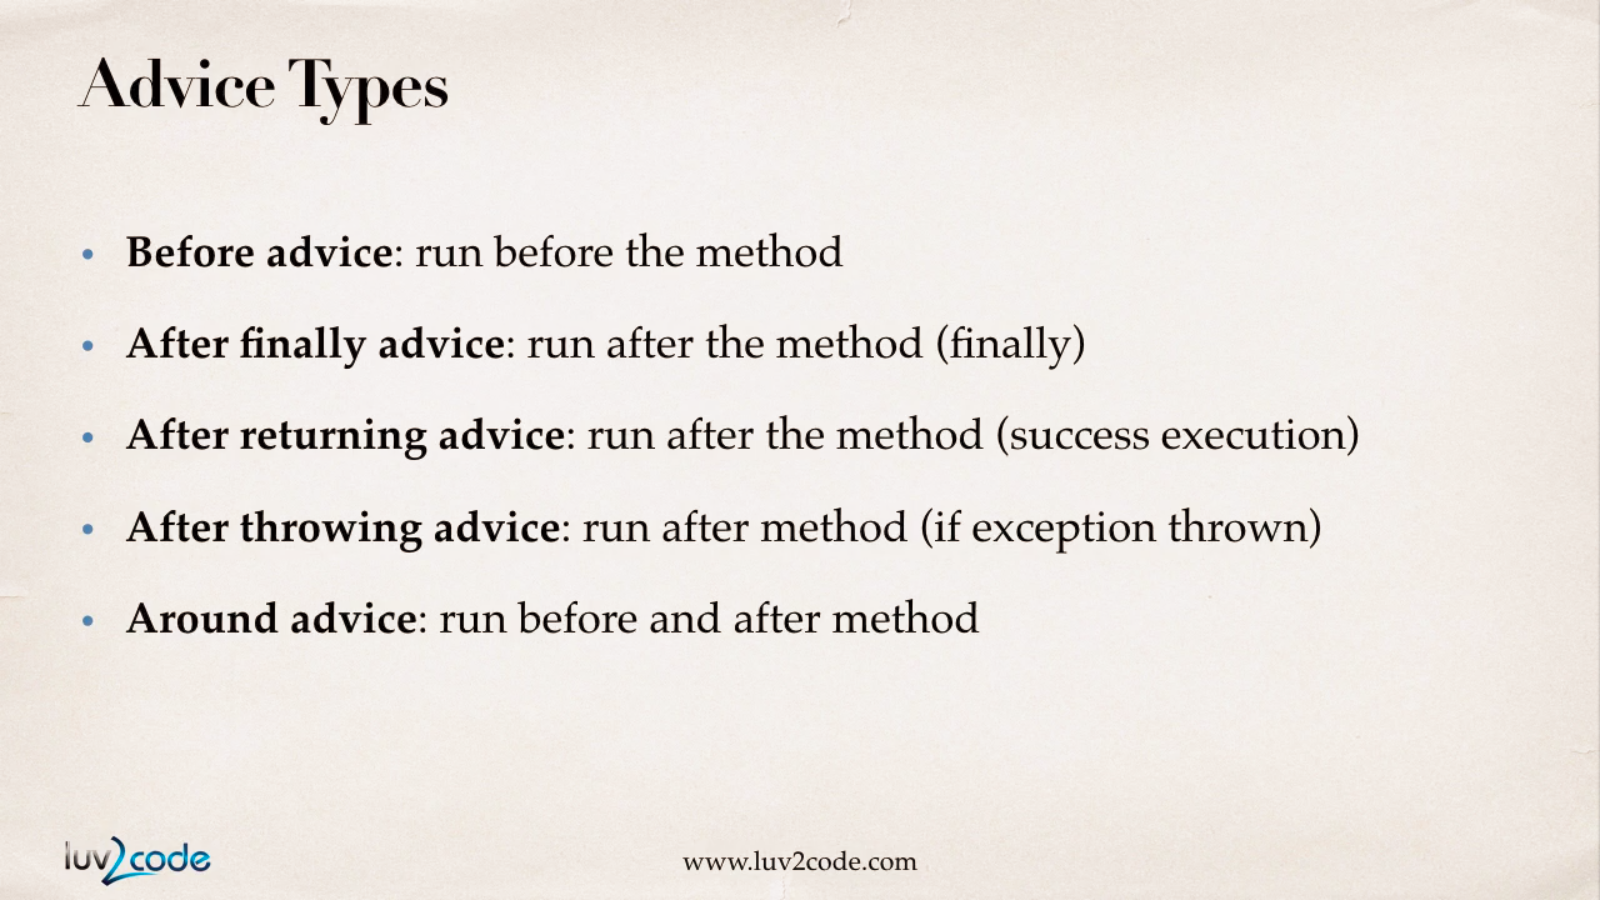 Advice Types
• Before advice: run before the method
• After finally advice: run after the method (finally)
• After returning advice: run after the method (success execution)
• After throwing advice: run after method (if exception thrown)
• Around advice: run before and after method
luv2code
www.luv2code.com